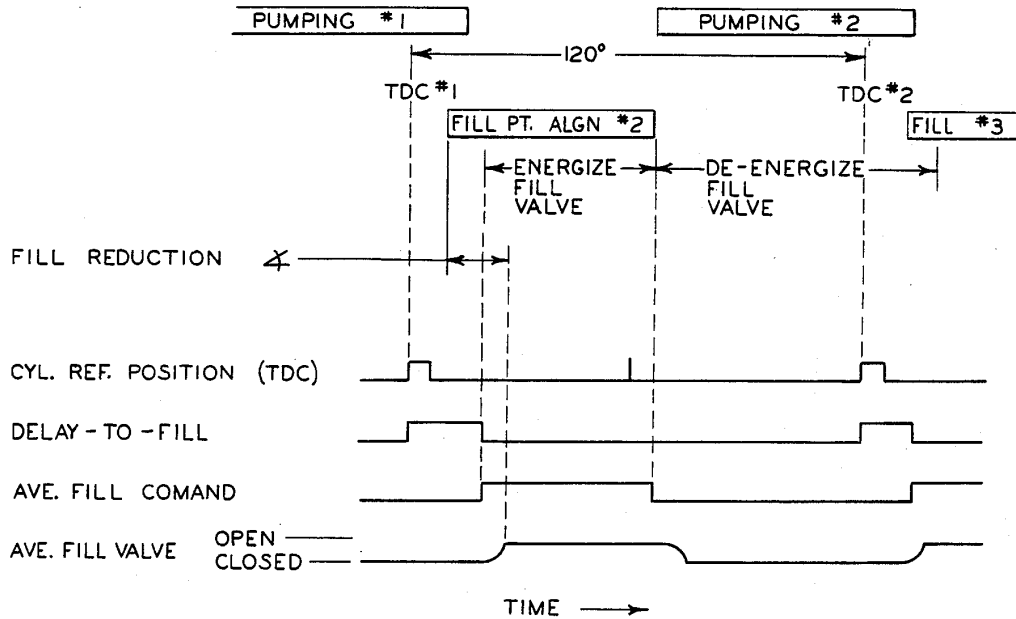 PUMPING #1
PUMPING #2
120°
TDC #1
TDC #2
FILL PT. ALGN #2
FILL #3
ENERGIZE
FILL
VALVE
DE-ENERGIZE
FILL
VALVE
FILL REDUCTION ∡
CYL. REF. POSITION (TDC)
DELAY-TO-FILL
AVE. FILL COMAND
AVE. FILL VALVE
OPEN
CLOSED
TIME